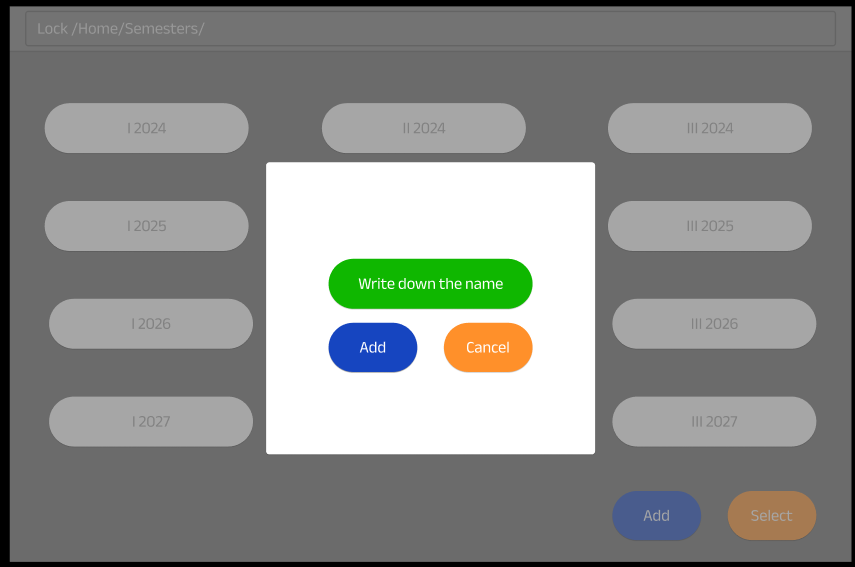 Lock /Home/Semesters/
I 2024
II 2024
III 2024
I 2025
III 2025
Write down the name
I 2026
III 2026
Add
Cancel
I 2027
III 2027
Add
Select